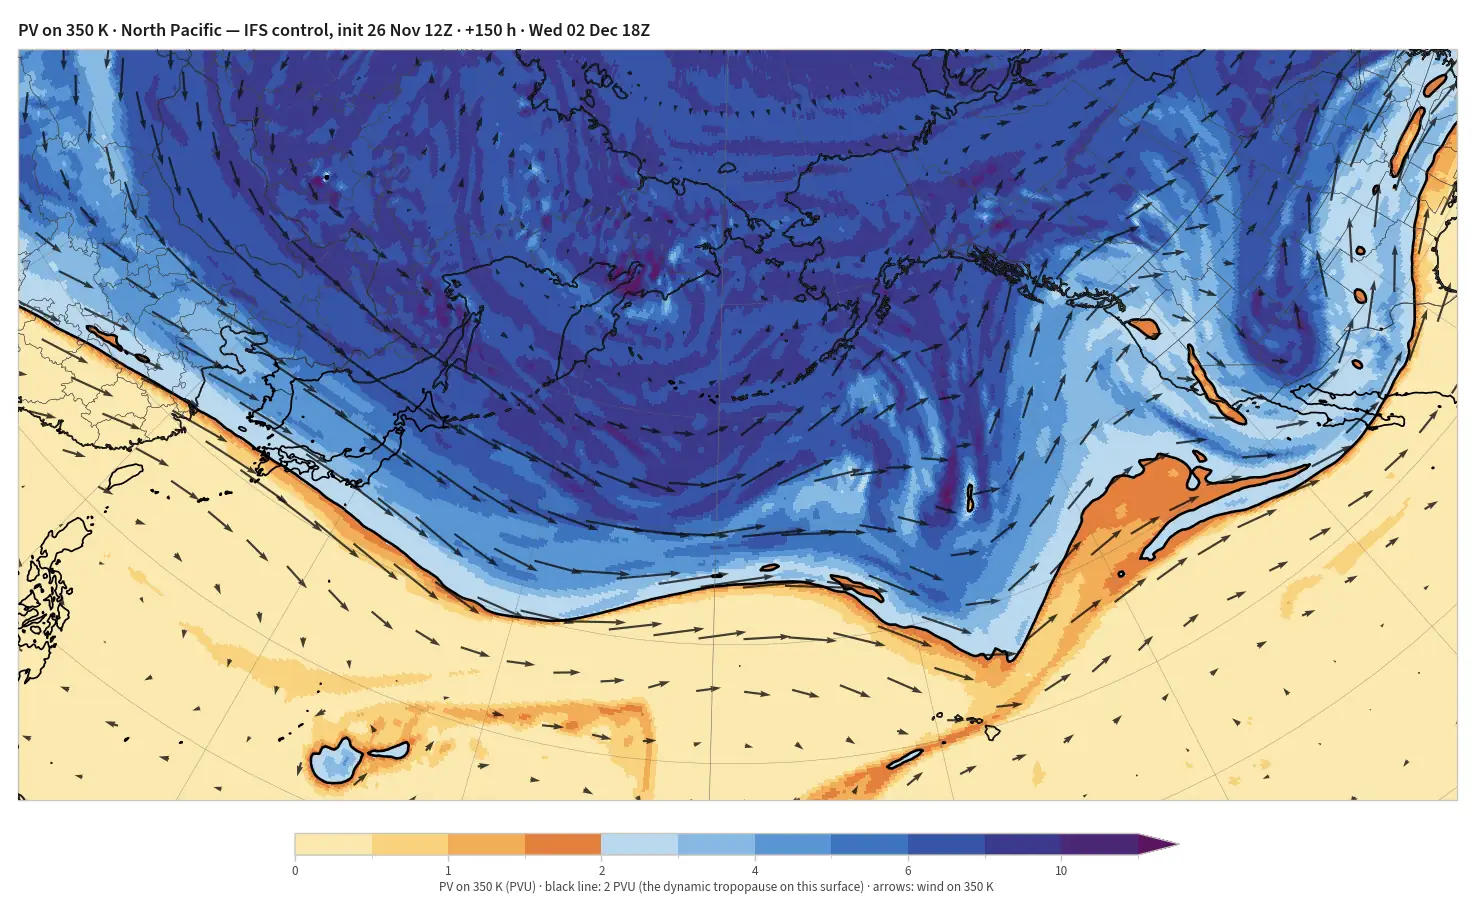 PV on 350 K · North Pacific — IFS control, init 26 Nov 12Z · +150 h · Wed 02 Dec 18Z
0 1 2 4 6 10
PV on 350 K (PVU) · black line: 2 PVU (the dynamic tropopause on this surface) · arrows: wind on 350 K